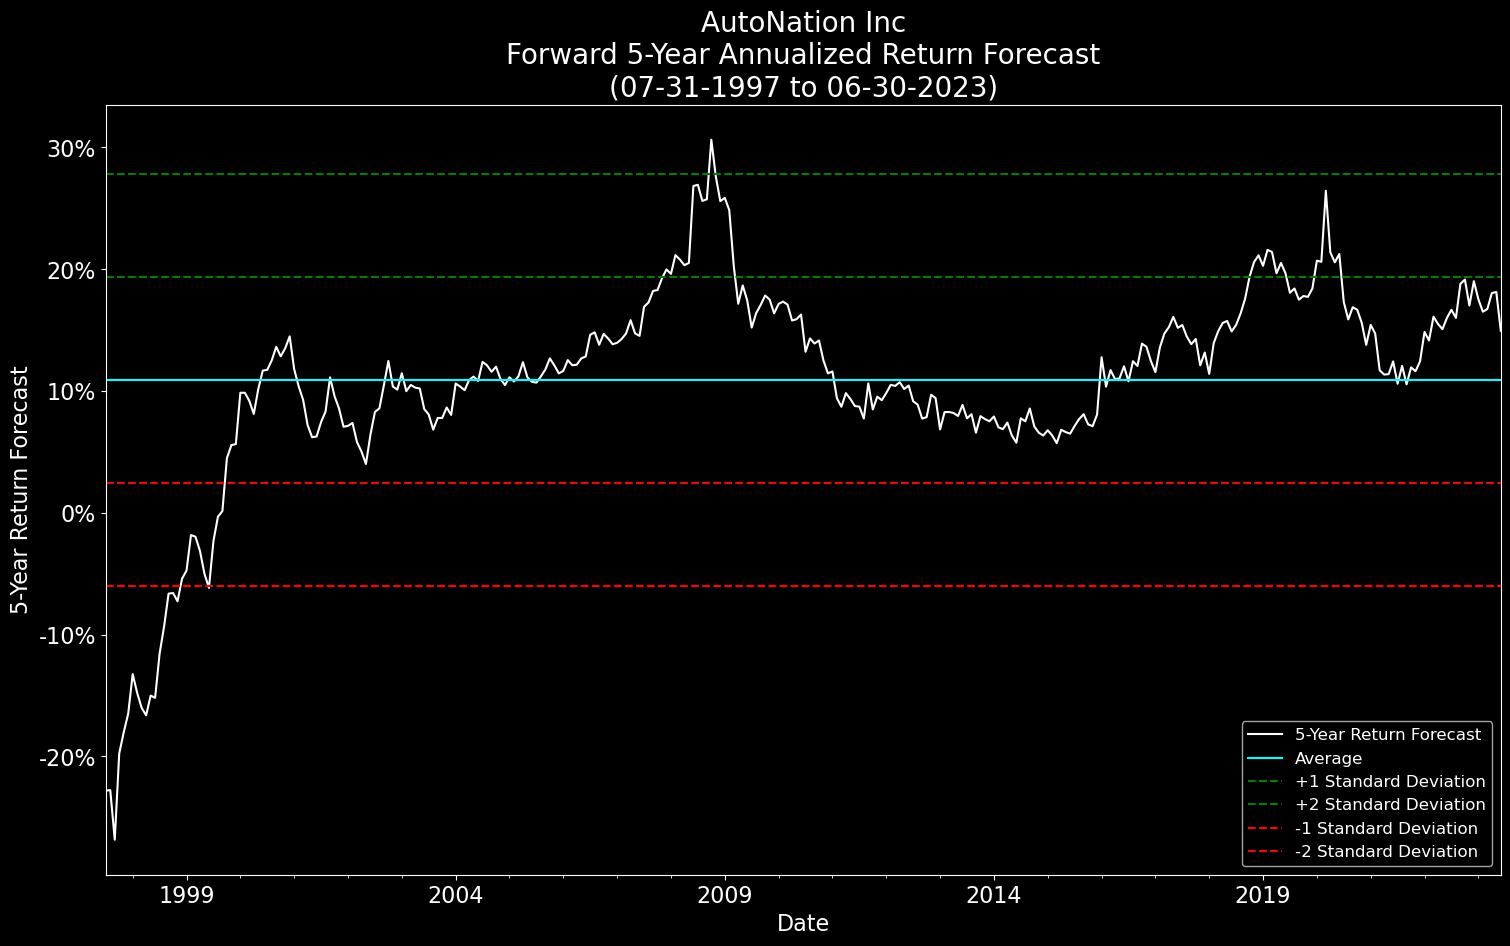 AutoNation Inc
Forward 5-Year Annualized Return Forecast
(07-31-1997 to 06-30-2023)
5-Year Return Forecast
30%
20%
10%
0%
-10%
-20%
5-Year Return Forecast
Average
+1 Standard Deviation
+2 Standard Deviation
-1 Standard Deviation
-2 Standard Deviation
1999 2004 2009 2014 2019
Date